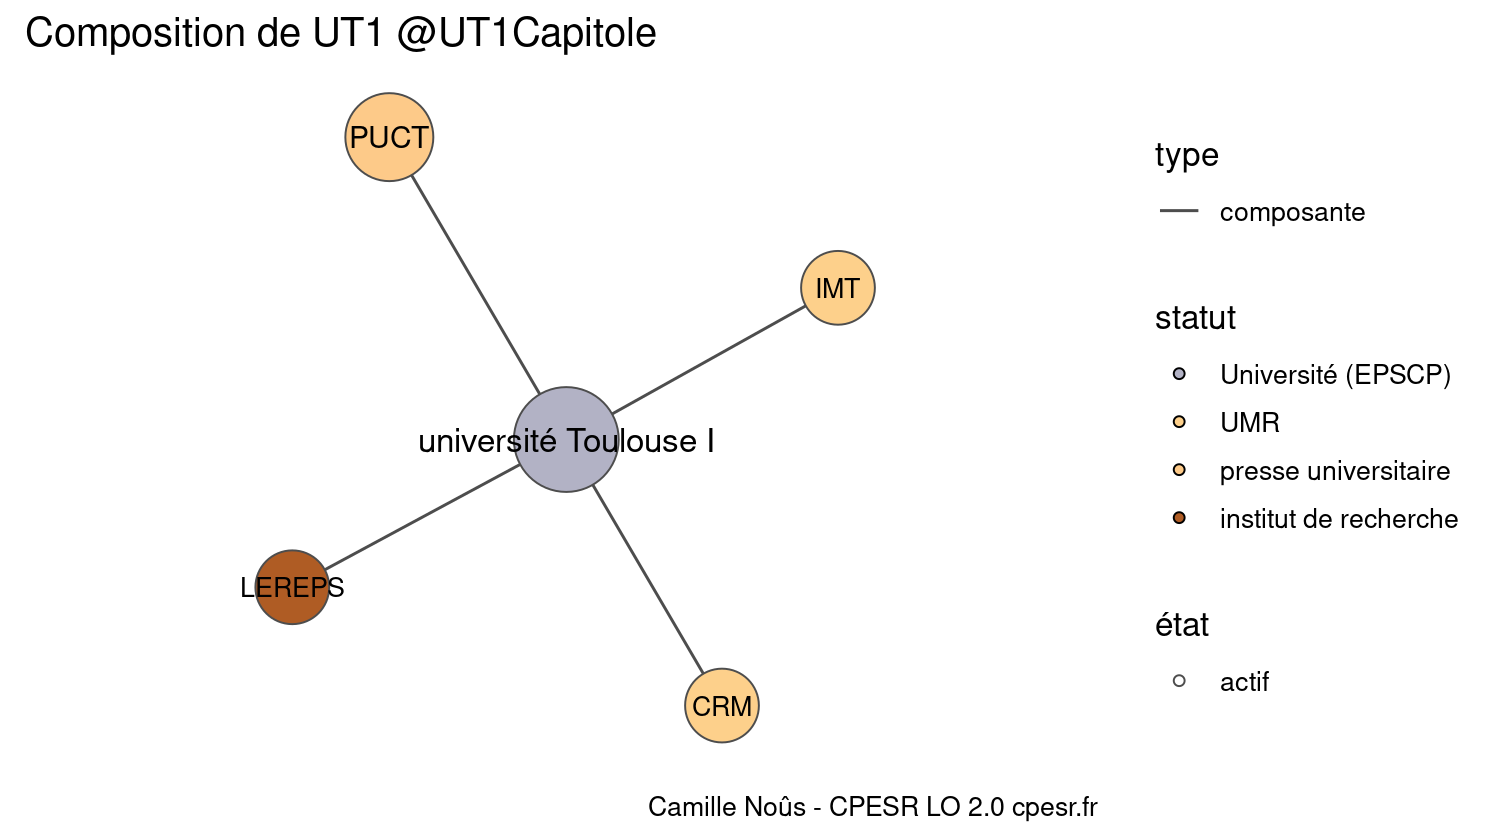 Composition de UT1 @UT1Capitole
PUCT
IMT
université Toulouse I
LEREPS
CRM
type
composante
statut
Université (EPSCP)
UMR
presse universitaire
institut de recherche
état
actif
Camille Noûs - CPESR LO 2.0 cpesr.fr